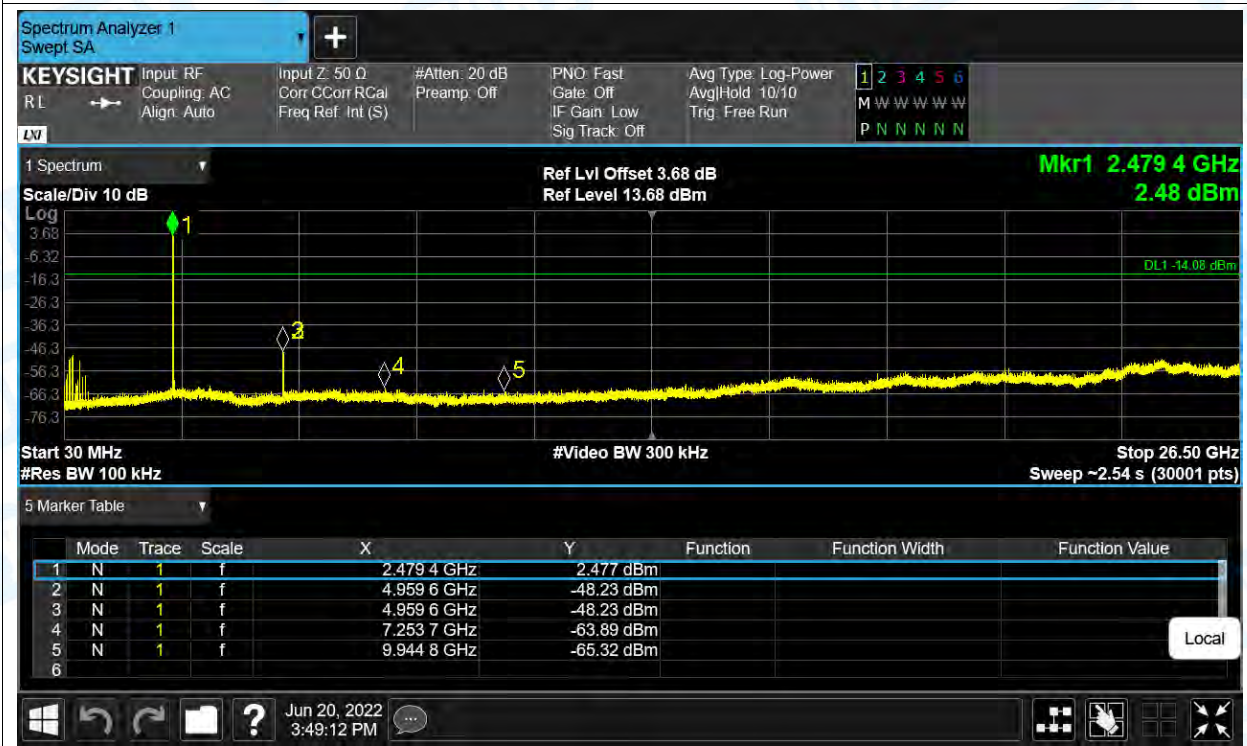 Spectrum Analyzer 1
Swept SA
+
KEYSIGHT Input: RF Input Z: 50 Ω #Atten: 20 dB PNO: Fast Avg Type: Log-Power 1 2 3 4 5 6
RL Coupling: AC Corr CCorr RCal Preamp: Off Gate: Off Avg|Hold: 10/10 M W W W W W W
Align: Auto Freq Ref: Int (S) IF Gain: Low Trig: Free Run
LXI Sig Track: Off P N N N N N
1 Spectrum Ref Lvl Offset 3.68 dB Mkr1 2.479 4 GHz
Scale/Div 10 dB Ref Level 13.68 dBm 2.48 dBm
Log
1
3.68
-6.32
DL1 -14.08 dBm
-16.3
-26.3
-36.3
3
-46.3
-56.3 4 5
-66.3
-76.3
Start 30 MHz #Video BW 300 kHz Stop 26.50 GHz
#Res BW 100 kHz Sweep ~2.54 s (30001 pts)
5 Marker Table
Mode Trace Scale X Y Function Function Width Function Value
1 N 1 f 2.479 4 GHz 2.477 dBm
2 N 1 f 4.959 6 GHz -48.23 dBm
3 N 1 f 4.959 6 GHz -48.23 dBm
4 N 1 f 7.253 7 GHz -63.89 dBm
5 N 1 f 9.944 8 GHz -65.32 dBm
6
Local
? Jun 20, 2022
3:49:12 PM